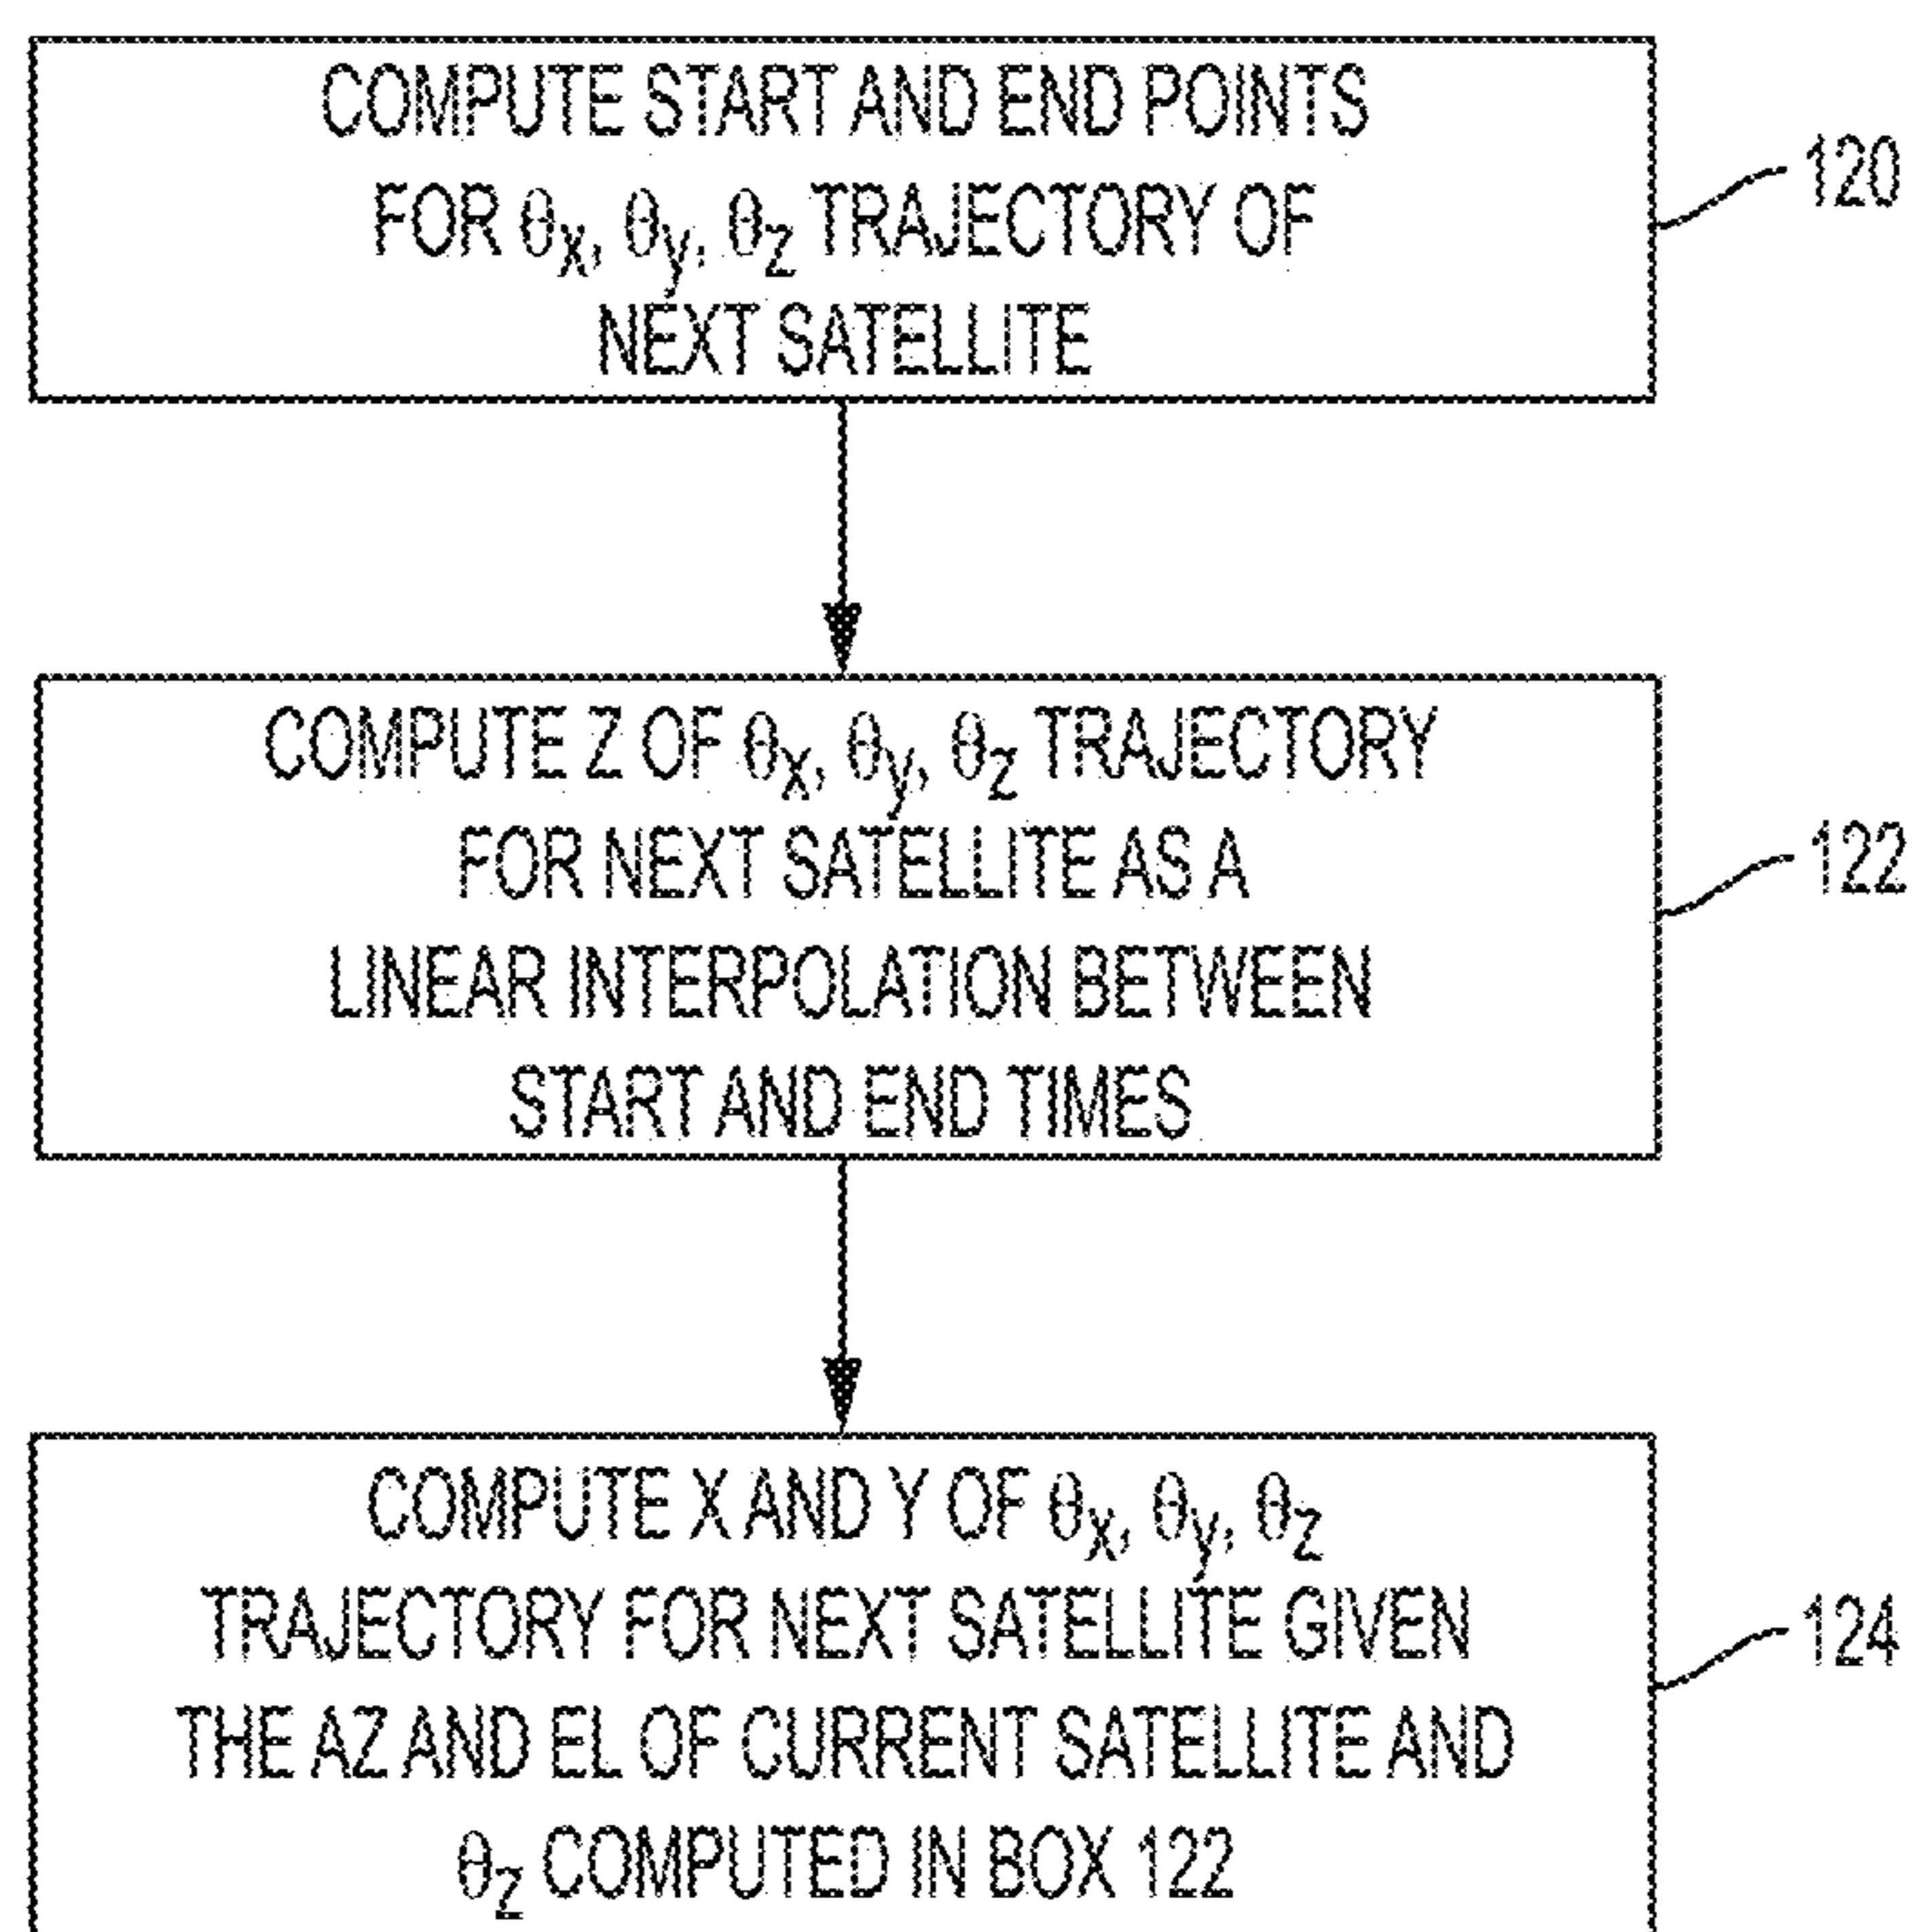 COMPUTE START AND END POINTS
FOR θx, θy, θz TRAJECTORY OF
NEXT SATELLITE
120
COMPUTE Z OF θx, θy, θz TRAJECTORY
FOR NEXT SATELLITE AS A
LINEAR INTERPOLATION BETWEEN
START AND END TIMES
122
COMPUTE X AND Y OF θx, θy, θz
TRAJECTORY FOR NEXT SATELLITE GIVEN
THE AZ AND EL OF CURRENT SATELLITE AND
θz COMPUTED IN BOX 122
124